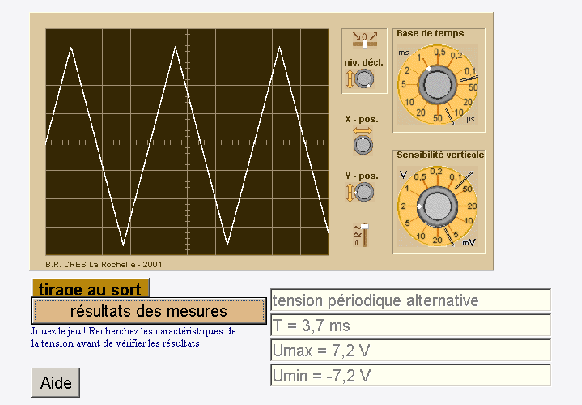 Base de temps
ms
0,5
1
0,2
2
0,1
5
50
10
20
20
10
50
5
µs
niv. décl.
X - pos.
Y - pos.
Sensibilité verticale
V
0,5
0,2
0,1
1
50
2
20
5
10
20
5
mV
B.R. CRES La Rochelle - 2001
tirage au sort
résultats des mesures
Jouez le jeu ! Recherchez les caractéristiques de
la tension avant de vérifier les résultats
Aide
tension périodique alternative
T = 3,7 ms
Umax = 7,2 V
Umin = -7,2 V